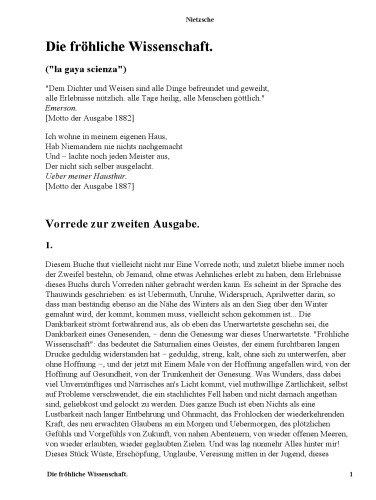 Nietzsche
Die fröhliche Wissenschaft.
("la gaya scienza")
"Dem Dichter und Weisen sind alle Dinge befreundet und geweiht,
alle Erlebnisse nützlich. alle Tage heilig, alle Menschen göttlich."
Emerson.
[Motto der Ausgabe 1882]
Ich wohne in meinem eigenen Haus,
Hab Niemandem nie nichts nachgemacht
Und – lachte noch jeden Meister aus,
Der nicht sich selber ausgelacht.
Ueber meiner Hausthür.
[Motto der Ausgabe 1887]
Vorrede zur zweiten Ausgabe.
1.
Diesem Buche thut vielleicht nicht nur Eine Vorrede noth; und zuletzt bliebe immer noch
der Zweifel bestehn, ob Jemand, ohne etwas Aehnliches erlebt zu haben, dem Erlebnisse
dieses Buchs durch Vorreden näher gebracht werden kann. Es scheint in der Sprache des
Thauwinds geschrieben: es ist Uebermuth, Unruhe, Widerspruch, Aprilwetter darin, so
dass man beständig ebenso an die Nähe des Winters als an den Sieg über den Winter
gemahnt wird, der kommt, kommen muss, vielleicht schon gekommen ist... Die
Dankbarkeit strömt fortwährend aus, als ob eben das Unerwartetste geschehn sei, die
Dankbarkeit eines Genesenden, – denn die Genesung war dieses Unerwartetste. "Fröhliche
Wissenschaft": das bedeutet die Saturnalien eines Geistes, der einem furchtbaren langen
Drucke geduldig widerstanden hat – geduldig, streng, kalt, ohne sich zu unterwerfen, aber
ohne Hoffnung –, und der jetzt mit Einem Male von der Hoffnung angefallen wird, von der
Hoffnung auf Gesundheit, von der Trunkenheit der Genesung. Was Wunders, dass dabei
viel Unvernünftiges und Närrisches an's Licht kommt, viel muthwillige Zärtlichkeit, selbst
auf Probleme verschwendet, die ein stachlichtes Fell haben und nicht darnach angethan
sind, geliebkost und gelockt zu werden. Dies ganze Buch ist eben Nichts als eine
Lustbarkeit nach langer Entbehrung und Ohnmacht, das Frohlocken der wiederkehrenden
Kraft, des neu erwachten Glaubens an ein Morgen und Uebermorgen, des plötzlichen
Gefühls und Vorgefühls von Zukunft, von nahen Abenteuern, von wieder offenen Meeren,
von wieder erlaubten, wieder geglaubten Zielen. Und was lag nunmehr Alles hinter mir!
Dieses Stück Wüste, Erschöpfung, Unglaube, Vereisung mitten in der Jugend, dieses
Die fröhliche Wissenschaft. 1